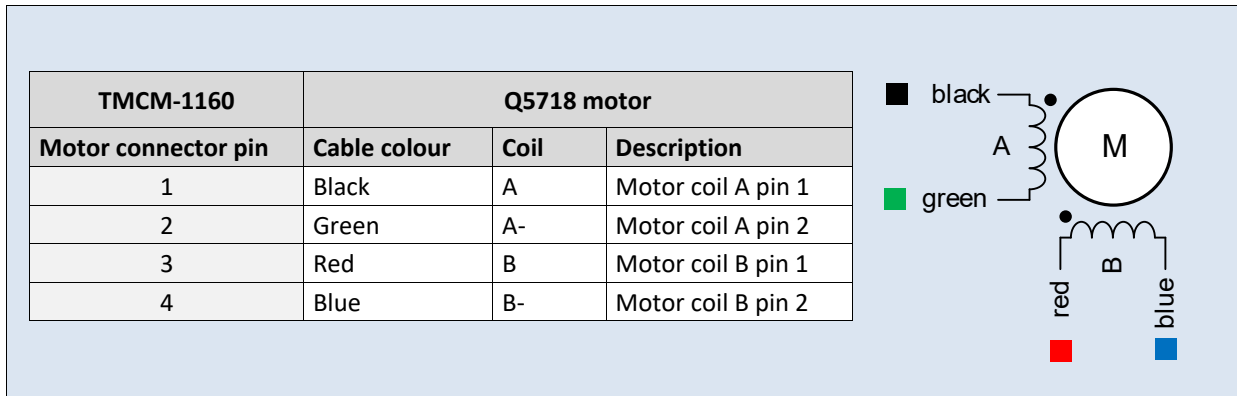 TMCM-1160 Q5718 motor
Motor connector pin Cable colour Coil Description
1 Black A Motor coil A pin 1
2 Green A- Motor coil A pin 2
3 Red B Motor coil B pin 1
4 Blue B- Motor coil B pin 2
black
A
M
green
B
red
blue